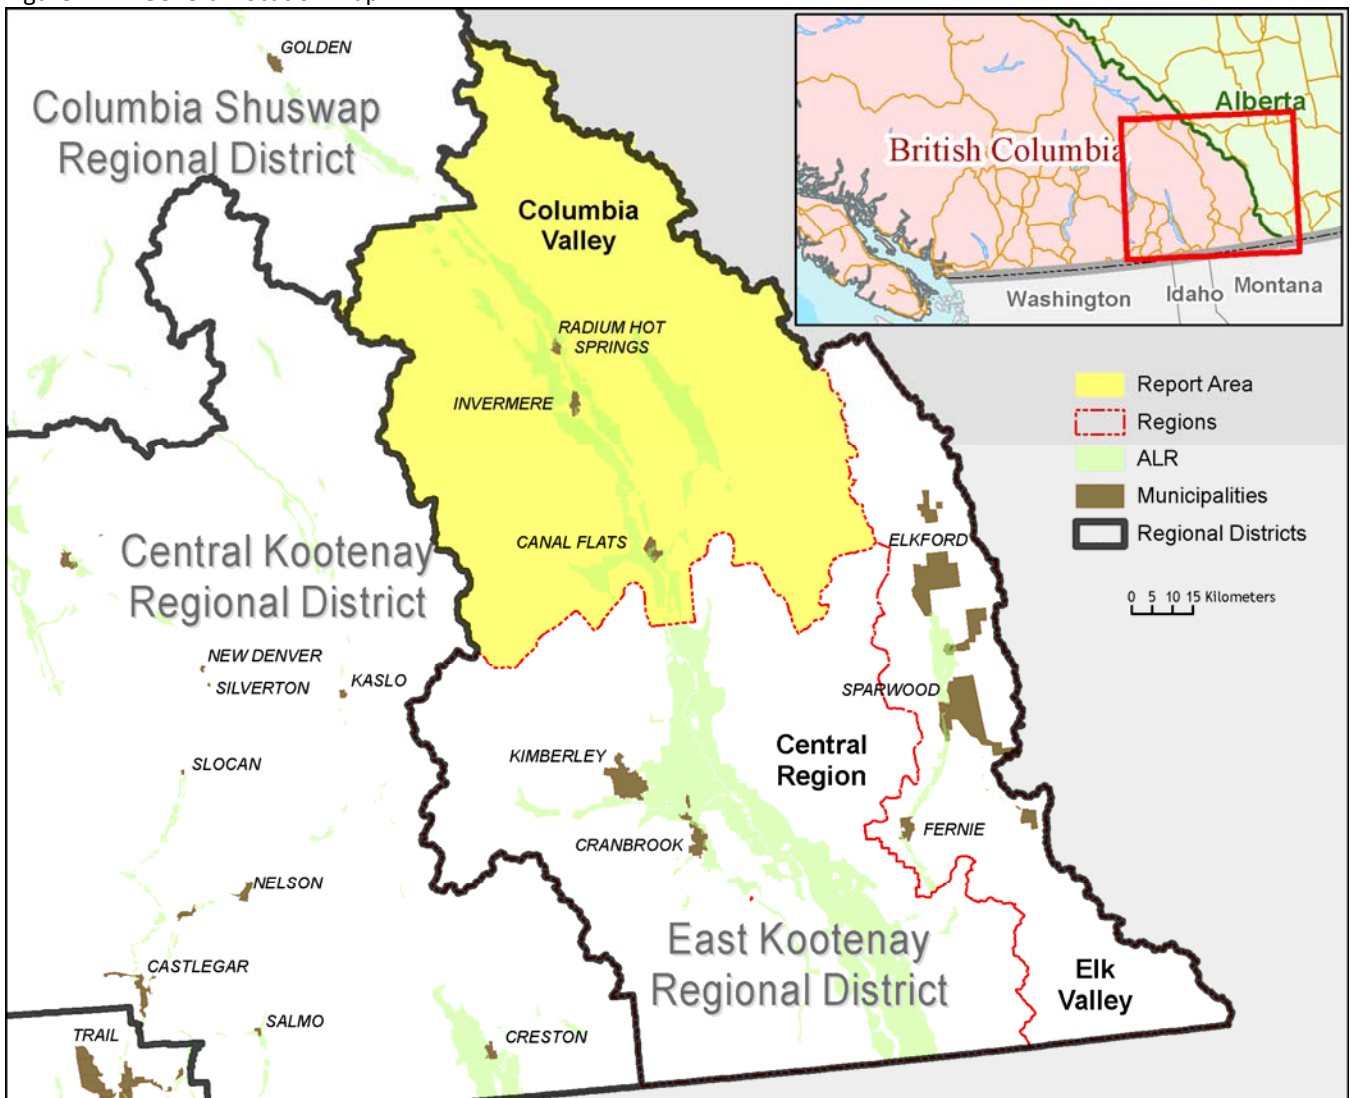 GOLDEN
Columbia Shuswap
Regional District
Columbia
Valley
British Columbia
Alberta
Washington
Idaho
Montana
RADIUM HOT
SPRINGS
INVERMERE
CANAL FLATS
Report Area
Regions
ALR
Municipalities
Regional Districts
0 5 10 15 Kilometers
Central Kootenay
Regional District
ELKFORD
NEW DENVER
SILVERTON
KASLO
SPARWOOD
SLOCAN
KIMBERLEY
Central
Region
CRANBROOK
FERNIE
NELSON
East Kootenay
Regional District
Elk
Valley
CASTLEGAR
SALMO
TRAIL
CRESTON